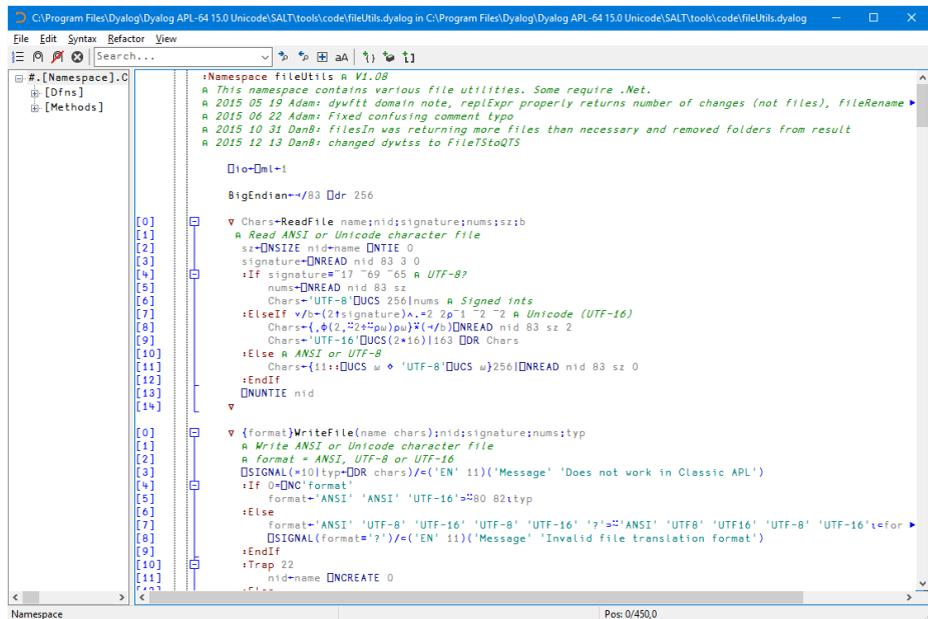 C:\Program Files\Dyalog\Dyalog APL-64 15.0 Unicode\SALT\tools\code\fileUtils.dyalog in C:\Program Files\Dyalog\Dyalog APL-64 15.0 Unicode\SALT\tools\code\fileUtils.dyalog
File Edit Syntax Refactor View
Search...
#.[Namespace].C
[Dfns]
[Methods]
:Namespace fileUtils ⍝ V1.08
⍝ This namespace contains various file utilities. Some require .Net.
⍝ 2015 05 19 Adam: dywftt domain note, replExpr properly returns number of changes (not files), fileRename
⍝ 2015 06 22 Adam: Fixed confusing comment typo
⍝ 2015 10 31 DanB: filesIn was returning more files than necessary and removed folders from result
⍝ 2015 12 13 DanB: changed dywtss to FileTStoQTS
⎕io←⎕ml←1
BigEndian←⊣/83 ⎕dr 256
[0] ∇ Chars←ReadFile name;nid;signature;nums;sz;b
[1] ⍝ Read ANSI or Unicode character file
[2] sz←⎕NSIZE nid←name ⎕NTIE 0
[3] signature←⎕NREAD nid 83 3 0
[4] :If signature≡¯17 ¯69 ¯65 ⍝ UTF-8?
[5] nums←⎕NREAD nid 83 sz
[6] Chars←'UTF-8'⎕UCS 256|nums ⍝ Signed ints
[7] :ElseIf ∨/b←(2↑signature)∧.=2 2⍴¯1 ¯2 ¯2 ⍝ Unicode (UTF-16)
[8] Chars←{,⌽(2,⍨2÷⍨⍴⍵)⍴⍵}⍣(⊣/b)⎕NREAD nid 83 sz 2
[9] Chars←'UTF-16'⎕UCS(2*16)|163 ⎕DR Chars
[10] :Else ⍝ ANSI or UTF-8
[11] Chars←{11::⎕UCS ⍵ ⋄ 'UTF-8'⎕UCS ⍵}256|⎕NREAD nid 83 sz 0
[12] :EndIf
[13] ⎕NUNTIE nid
[14] ∇
[0] ∇ {format}WriteFile(name chars);nid;signature;nums;typ
[1] ⍝ Write ANSI or Unicode character file
[2] ⍝ format = ANSI, UTF-8 or UTF-16
[3] ⎕SIGNAL(×10|typ←⎕DR chars)/⊂('EN' 11)('Message' 'Does not work in Classic APL')
[4] :If 0=⎕NC'format'
[5] format←'ANSI' 'ANSI' 'UTF-16'⊃⍨80 82⍳typ
[6] :Else
[7] format←'ANSI' 'UTF-8' 'UTF-16' 'UTF-8' 'UTF-16' '?'⊃⍨'ANSI' 'UTF8' 'UTF16' 'UTF-8' 'UTF-16'⍳⊂for
[8] ⎕SIGNAL(format≡'?')/⊂('EN' 11)('Message' 'Invalid file translation format')
[9] :EndIf
[10] :Trap 22
[11] nid←name ⎕NCREATE 0
Namespace
Pos: 0/450,0